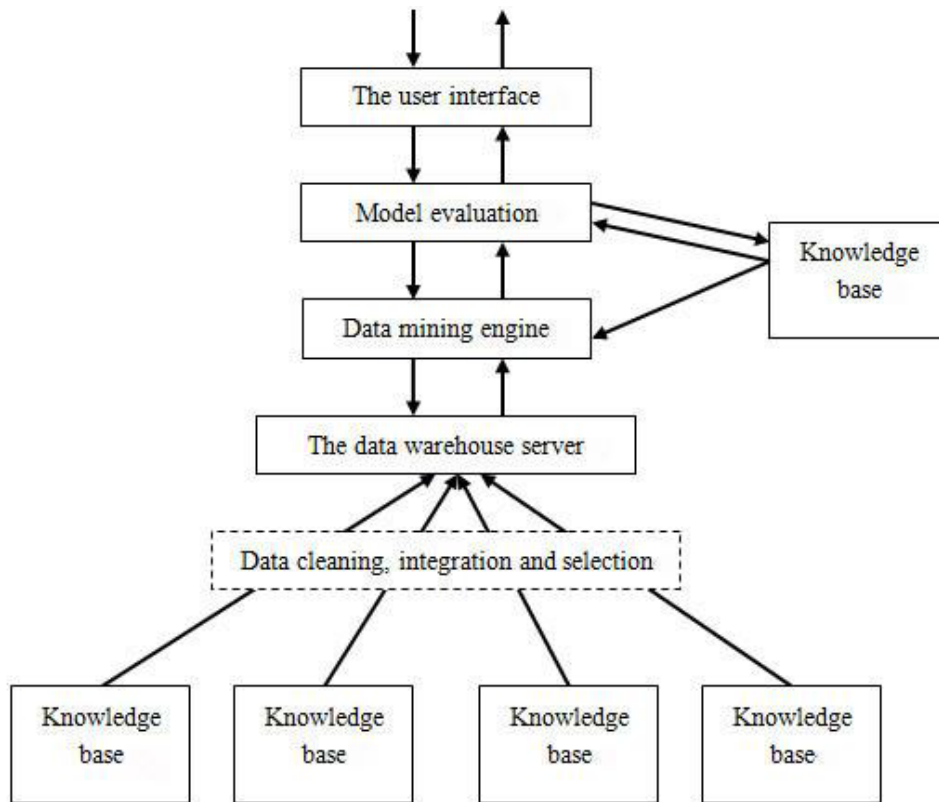 The user interface
Model evaluation
Knowledge
base
Data mining engine
The data warehouse server
Data cleaning, integration and selection
Knowledge
base
Knowledge
base
Knowledge
base
Knowledge
base